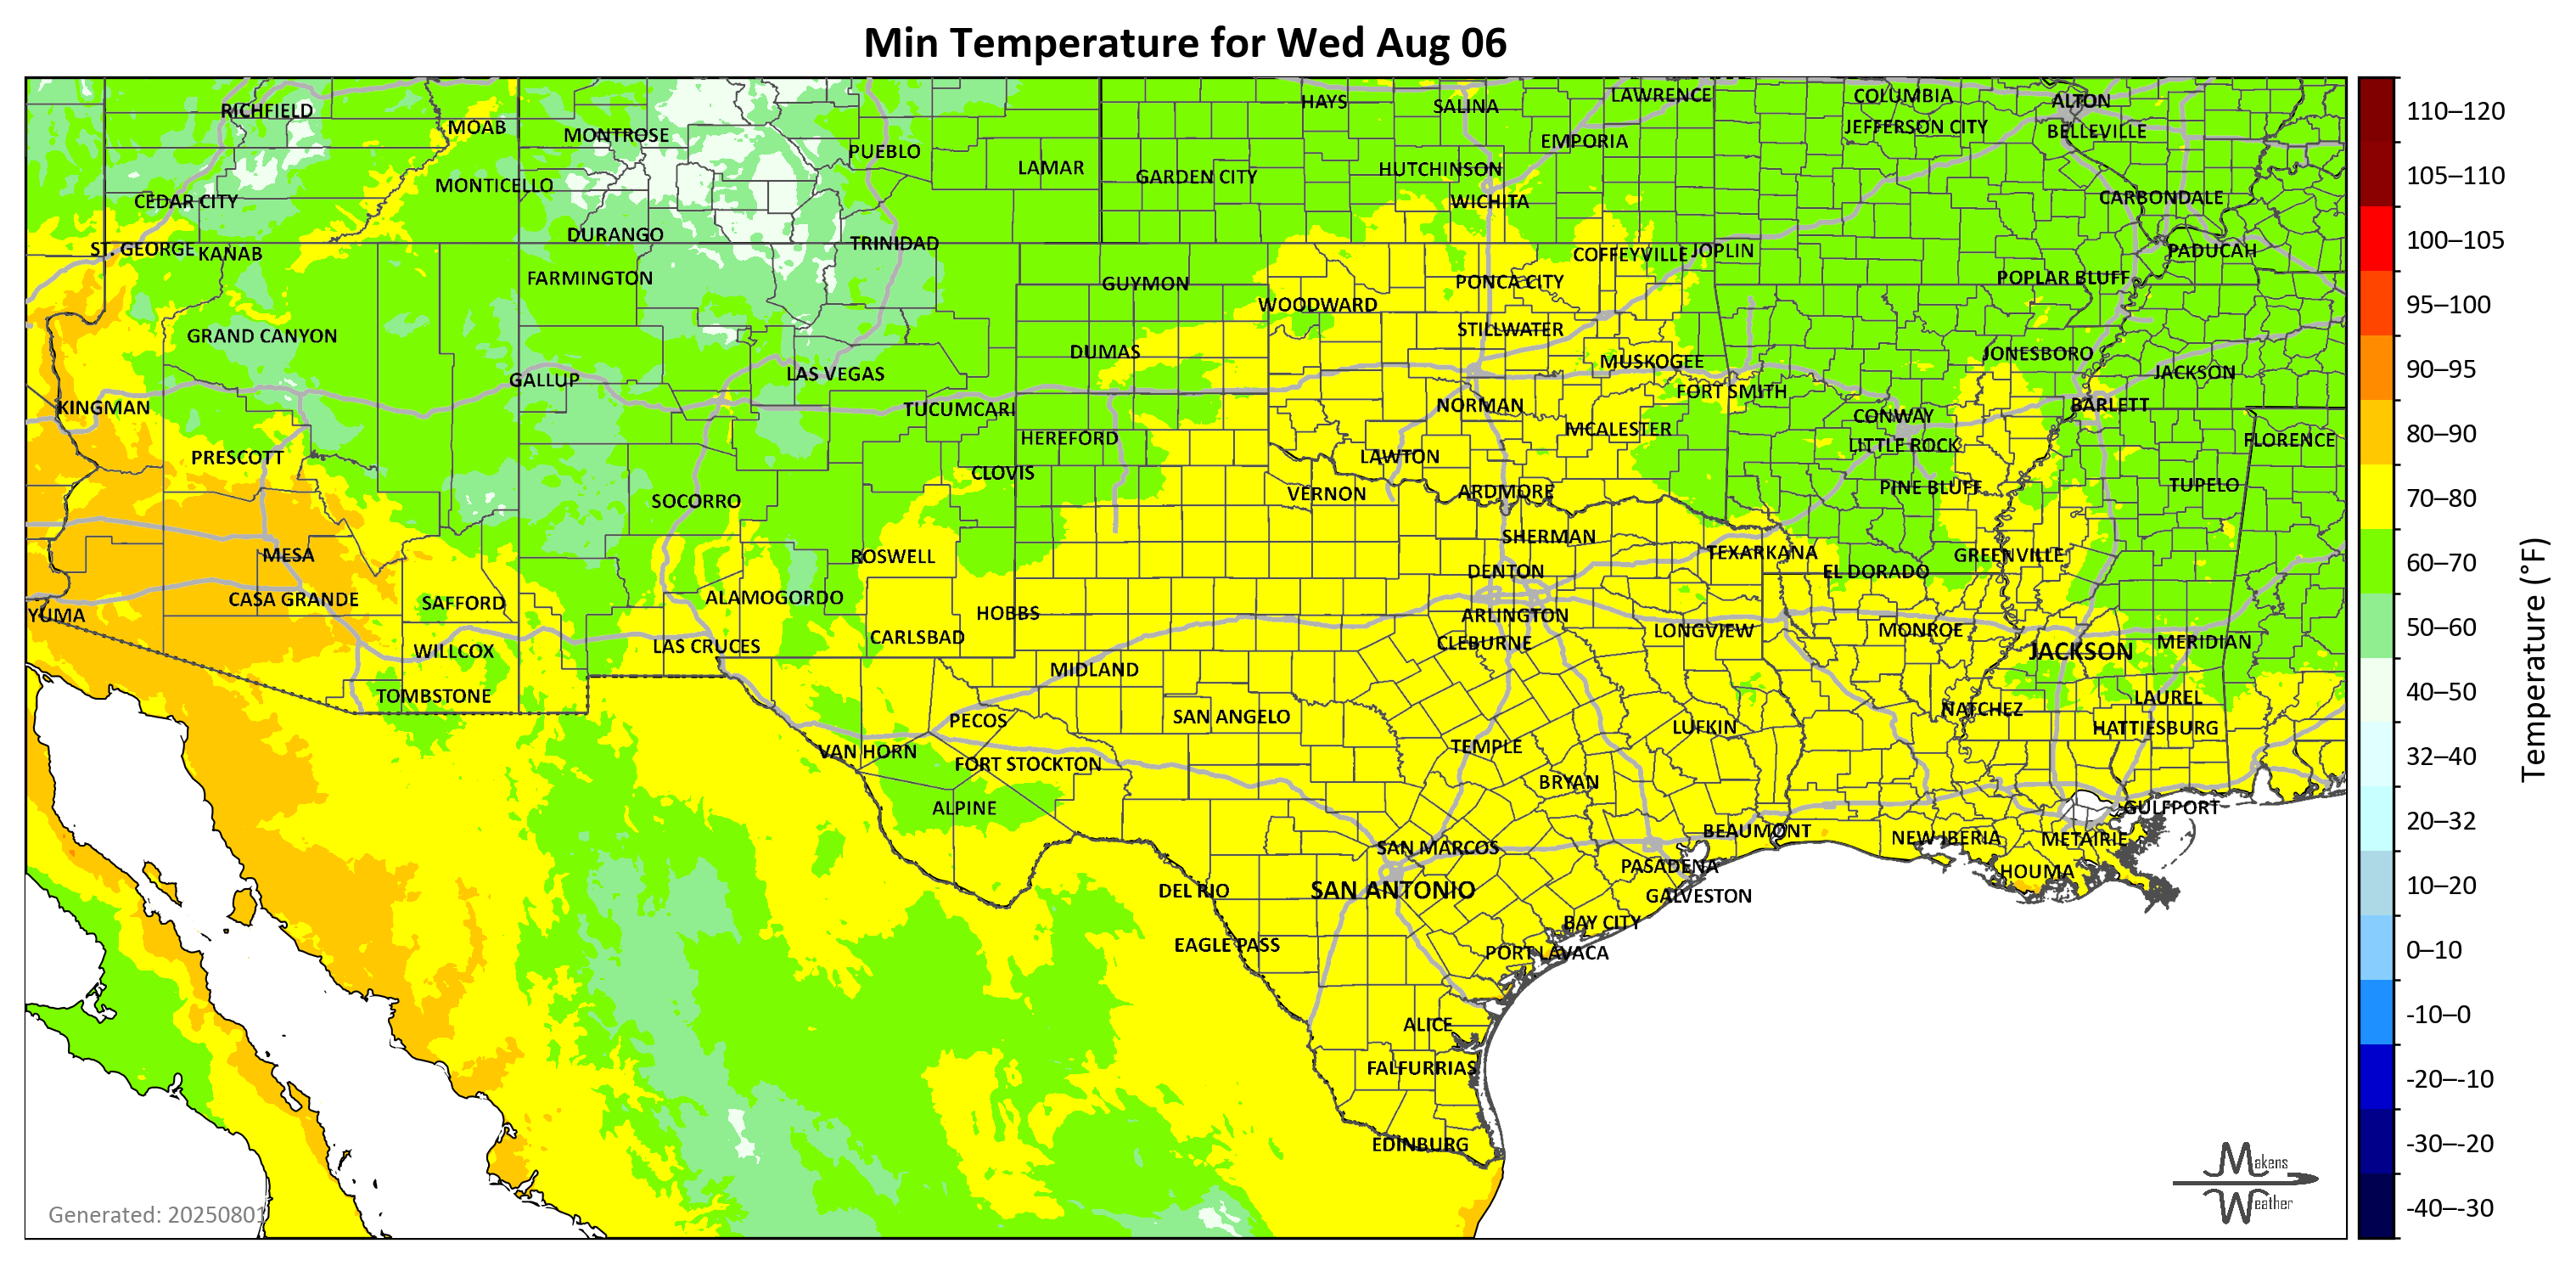 Min Temperature for Wed Aug 06
RICHFIELD
MOAB
MONTROSE
PUEBLO
LAMAR
HAYS
SALINA
LAWRENCE
COLUMBIA
ALTON
JEFFERSON CITY
BELLEVILLE
EMPORIA
GARDEN CITY
HUTCHINSON
MONTICELLO
CEDAR CITY
WICHITA
CARBONDALE
DURANGO
TRINIDAD
ST. GEORGE
KANAB
COFFEYVILLE
JOPLIN
PADUCAH
FARMINGTON
GUYMON
PONCA CITY
POPLAR BLUFF
WOODWARD
GRAND CANYON
STILLWATER
DUMAS
MUSKOGEE
JONESBORO
GALLUP
LAS VEGAS
FORT SMITH
JACKSON
KINGMAN
TUCUMCARI
NORMAN
CONWAY
BARLETT
HEREFORD
MCALESTER
LITTLE ROCK
FLORENCE
PRESCOTT
CLOVIS
LAWTON
SOCORRO
VERNON
ARDMORE
PINE BLUFF
TUPELO
MESA
ROSWELL
SHERMAN
TEXARKANA
GREENVILLE
DENTON
EL DORADO
CASA GRANDE
SAFFORD
ALAMOGORDO
YUMA
HOBBS
ARLINGTON
WILLCOX
LAS CRUCES
CARLSBAD
CLEBURNE
LONGVIEW
MONROE
JACKSON
MERIDIAN
MIDLAND
TOMBSTONE
PECOS
SAN ANGELO
LUFKIN
NATCHEZ
LAUREL
HATTIESBURG
VAN HORN
FORT STOCKTON
TEMPLE
BRYAN
ALPINE
GULFPORT
BEAUMONT
NEW IBERIA
METAIRIE
SAN MARCOS
PASADENA
HOUMA
DEL RIO
SAN ANTONIO
GALVESTON
BAY CITY
EAGLE PASS
PORT LAVACA
ALICE
FALFURRIAS
EDINBURG
Generated: 20250801
Makens
Weather
110–120
105–110
100–105
95–100
90–95
80–90
70–80
60–70
50–60
40–50
32–40
20–32
10–20
0–10
-10–0
-20–-10
-30–-20
-40–-30
Temperature (°F)